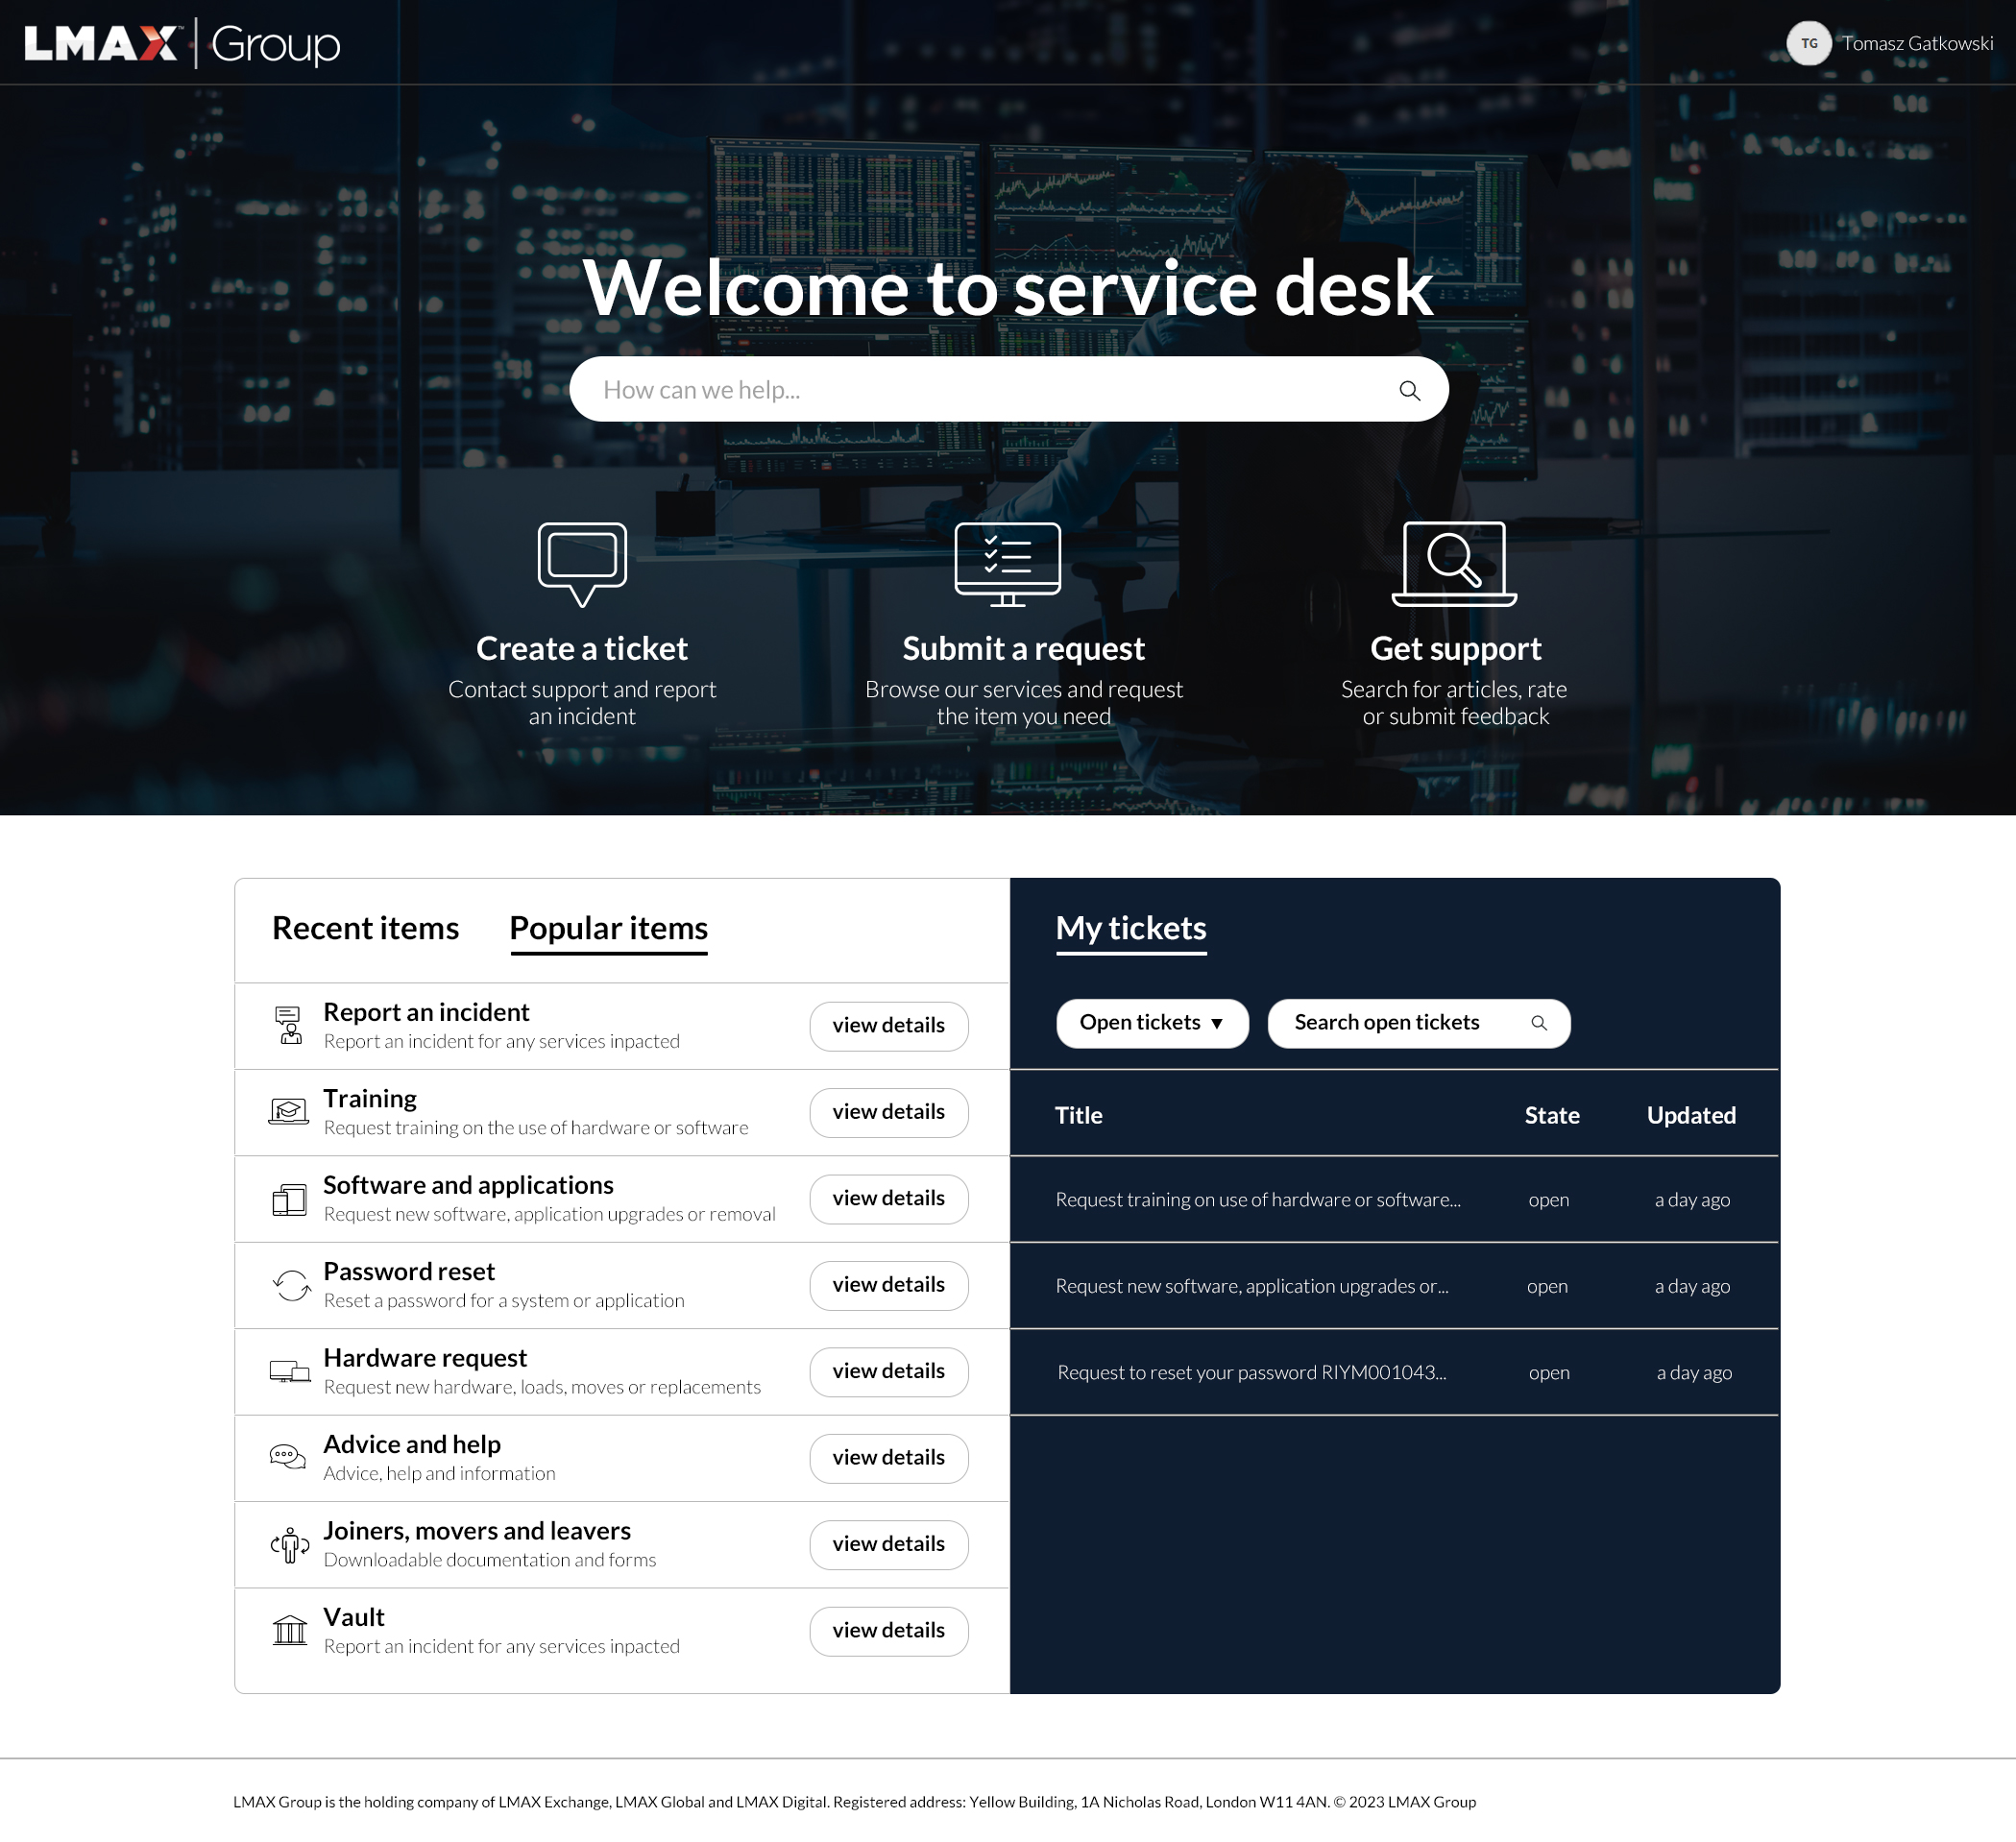 LMAX™ Group
TG Tomasz Gatkowski
Welcome to service desk
How can we help...
Create a ticket
Contact support and report
an incident
Submit a request
Browse our services and request
the item you need
Get support
Search for articles, rate
or submit feedback
Recent items Popular items
Report an incident
Report an incident for any services inpacted
view details
Training
Request training on the use of hardware or software
view details
Software and applications
Request new software, application upgrades or removal
view details
Password reset
Reset a password for a system or application
view details
Hardware request
Request new hardware, loads, moves or replacements
view details
Advice and help
Advice, help and information
view details
Joiners, movers and leavers
Downloadable documentation and forms
view details
Vault
Report an incident for any services inpacted
view details
My tickets
Open tickets ▼ Search open tickets
Title State Updated
Request training on use of hardware or software... open a day ago
Request new software, application upgrades or... open a day ago
Request to reset your password RIYM001043... open a day ago
LMAX Group is the holding company of LMAX Exchange, LMAX Global and LMAX Digital. Registered address: Yellow Building, 1A Nicholas Road, London W11 4AN. © 2023 LMAX Group